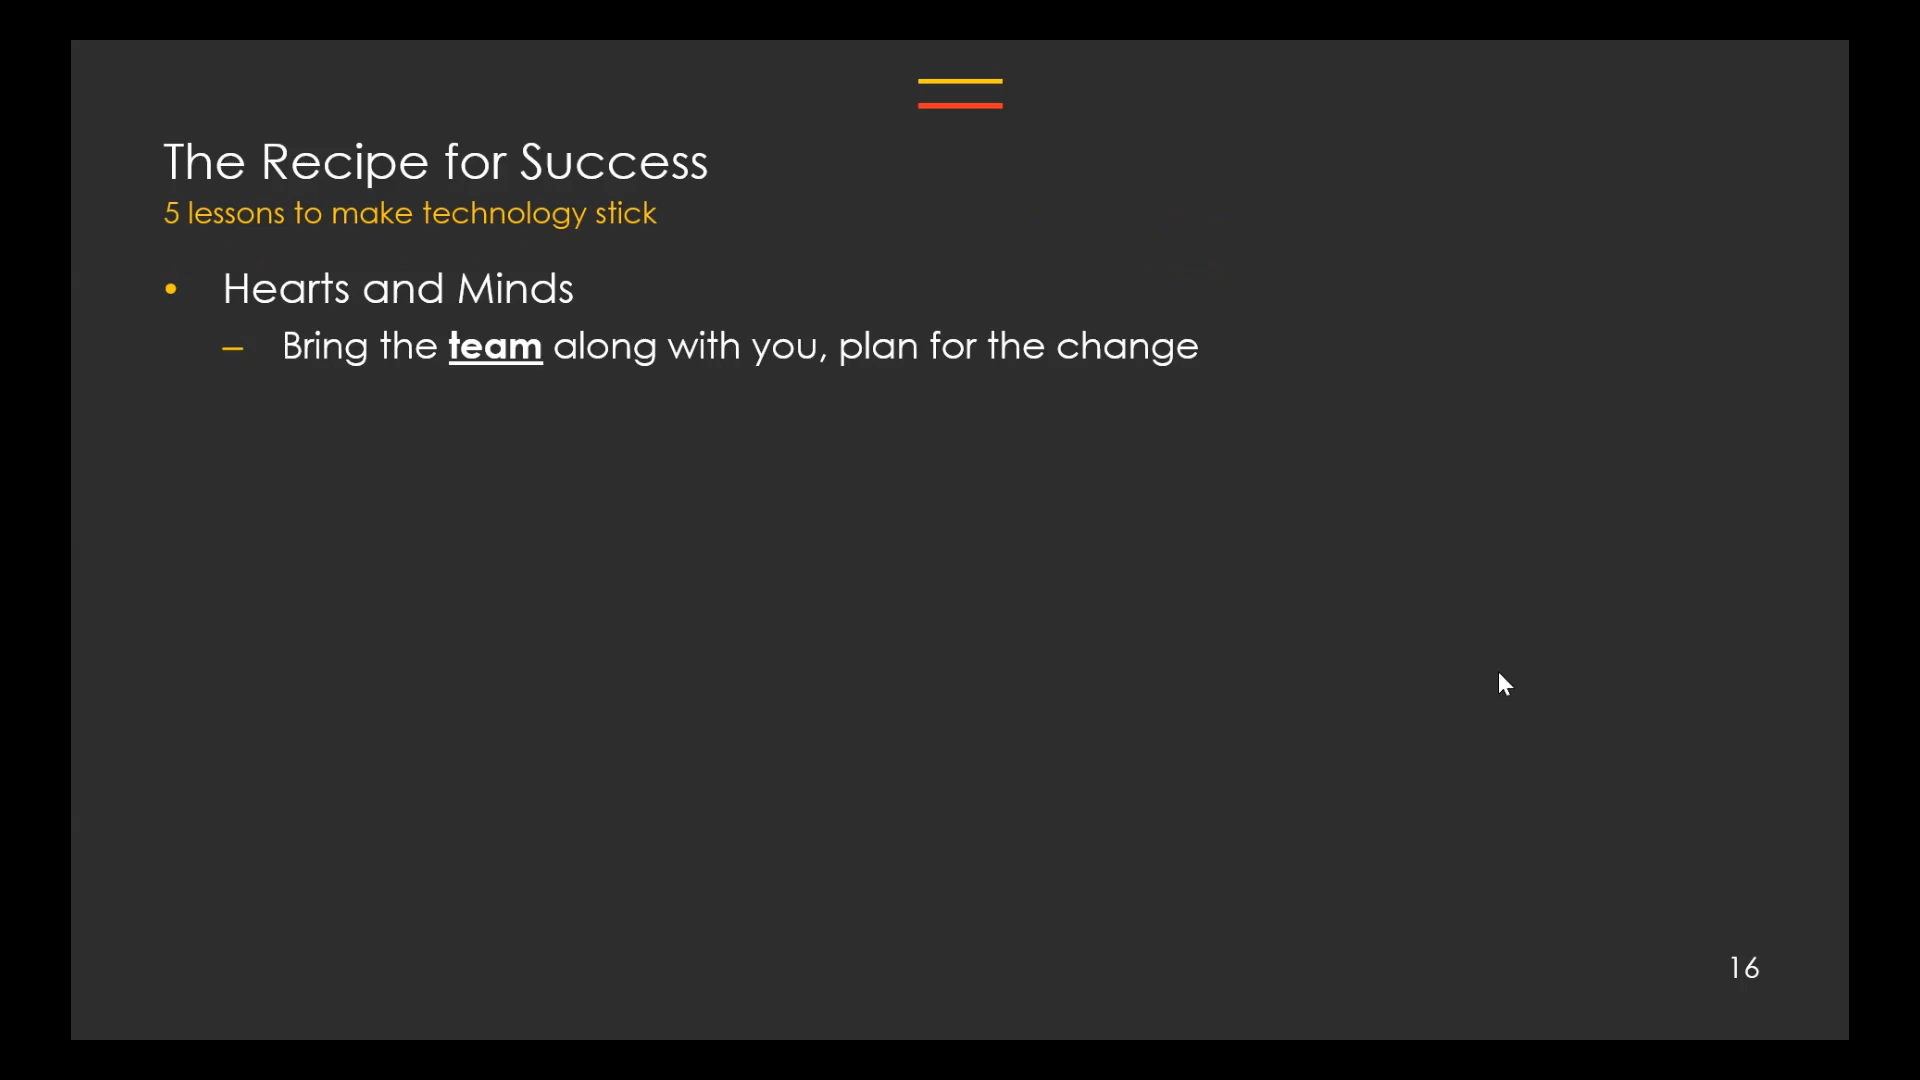 The Recipe for Success
5 lessons to make technology stick
• Hearts and Minds
– Bring the team along with you, plan for the change
16